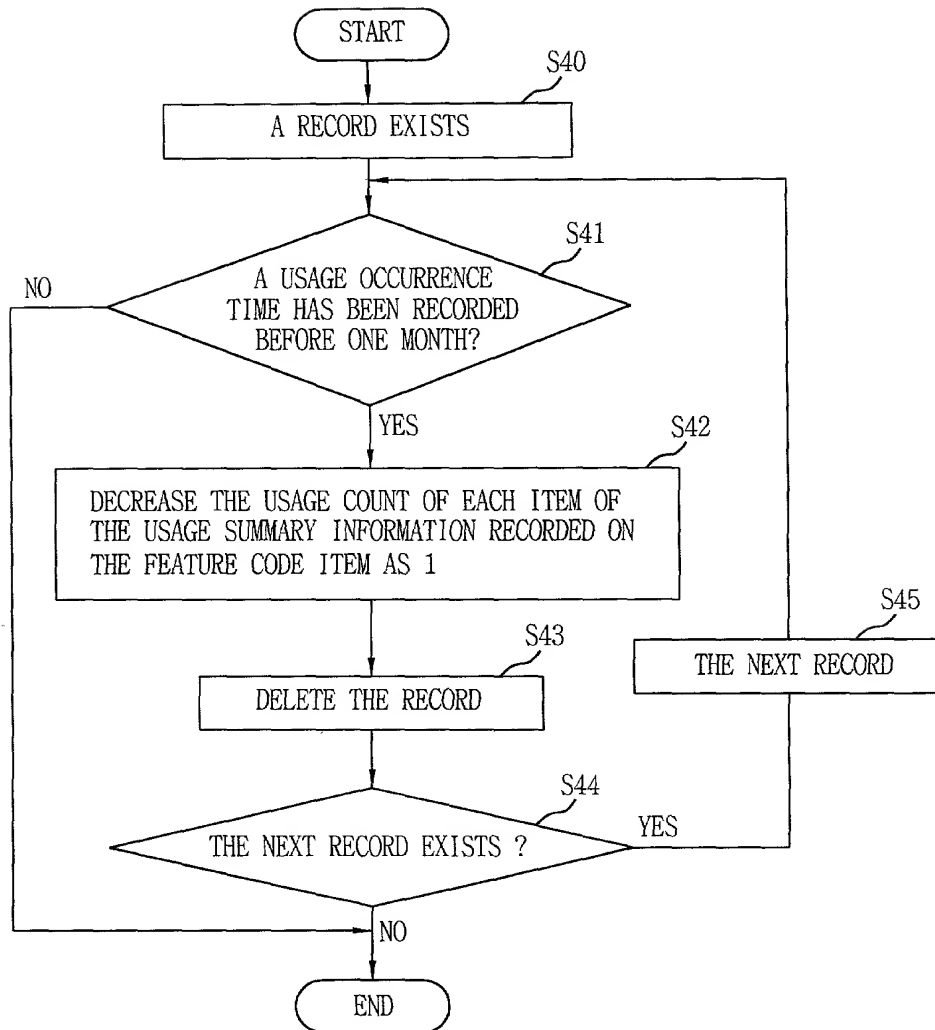 START
S40
A RECORD EXISTS
S41
A USAGE OCCURRENCE
TIME HAS BEEN RECORDED
BEFORE ONE MONTH?
NO
YES
S42
DECREASE THE USAGE COUNT OF EACH ITEM OF
THE USAGE SUMMARY INFORMATION RECORDED ON
THE FEATURE CODE ITEM AS 1
S45
THE NEXT RECORD
S43
DELETE THE RECORD
S44
THE NEXT RECORD EXISTS ?
YES
NO
END